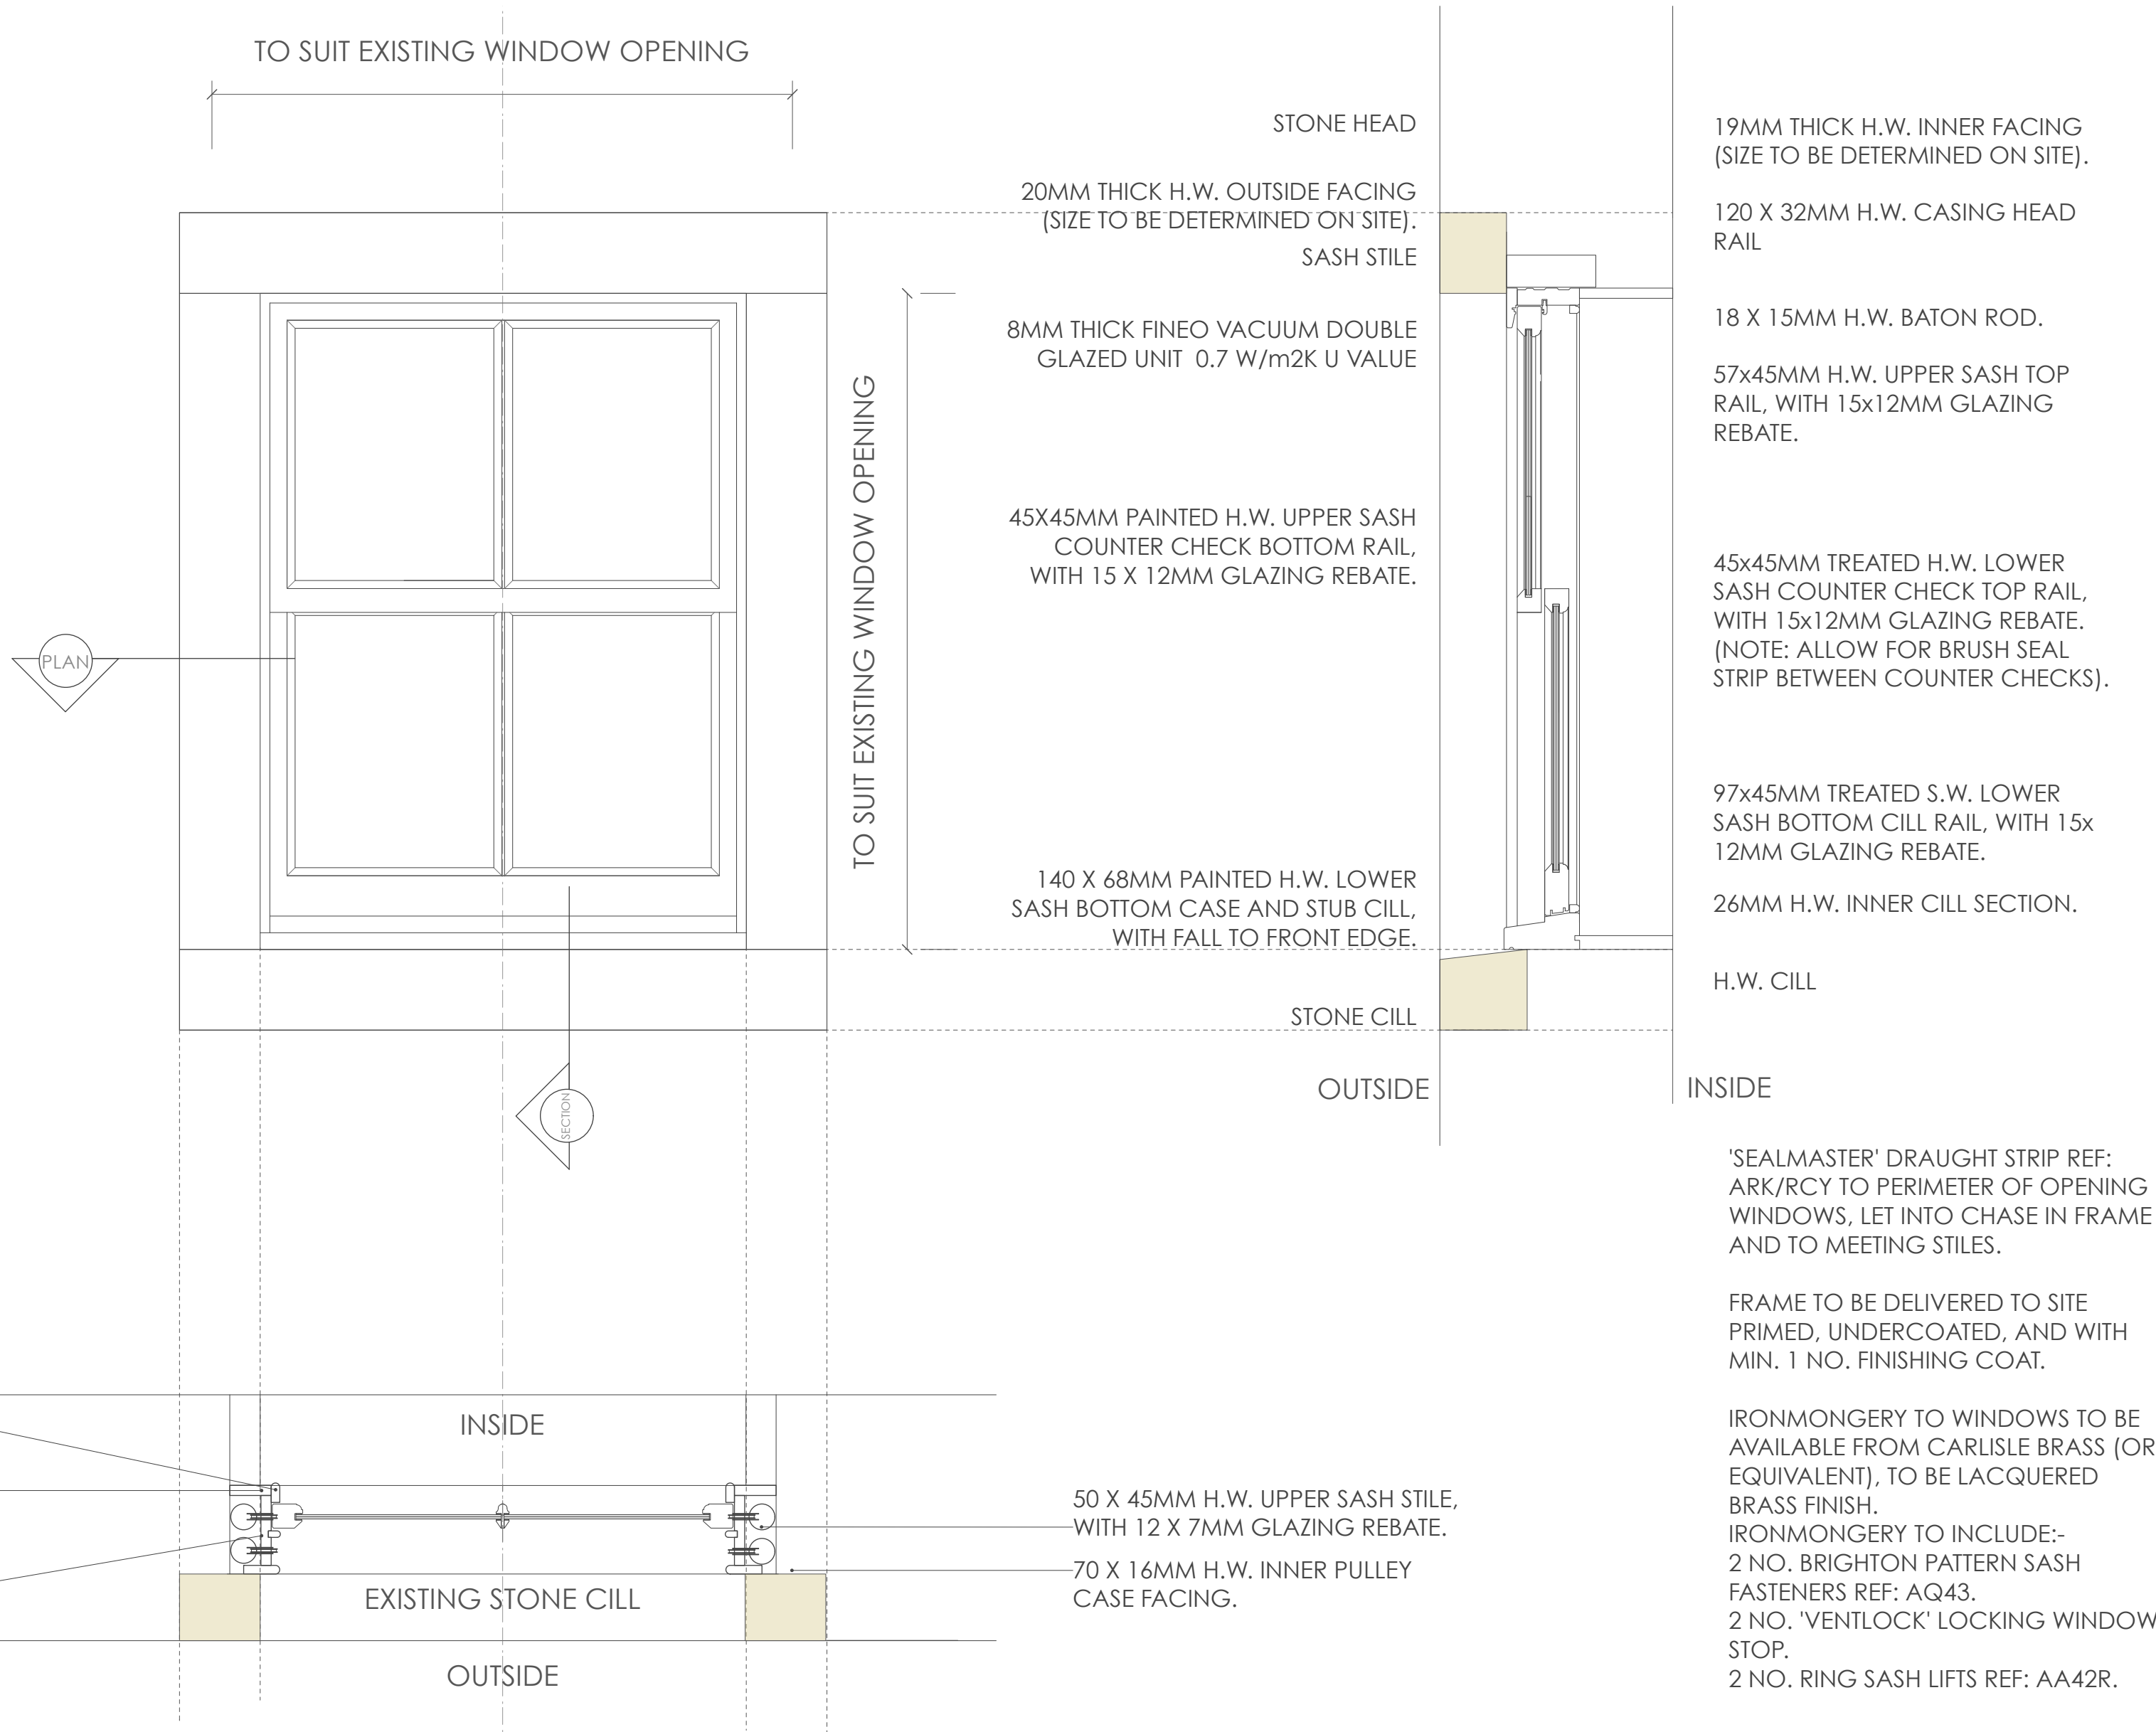 TO SUIT EXISTING WINDOW OPENING
TO SUIT EXISTING WINDOW OPENING
PLAN
SECTION
STONE HEAD
20MM THICK H.W. OUTSIDE FACING
(SIZE TO BE DETERMINED ON SITE).
SASH STILE
8MM THICK FINEO VACUUM DOUBLE
GLAZED UNIT 0.7 W/m2K U VALUE
45X45MM PAINTED H.W. UPPER SASH
COUNTER CHECK BOTTOM RAIL,
WITH 15 X 12MM GLAZING REBATE.
140 X 68MM PAINTED H.W. LOWER
SASH BOTTOM CASE AND STUB CILL,
WITH FALL TO FRONT EDGE.
STONE CILL
OUTSIDE
INSIDE
19MM THICK H.W. INNER FACING
(SIZE TO BE DETERMINED ON SITE).
120 X 32MM H.W. CASING HEAD
RAIL
18 X 15MM H.W. BATON ROD.
57x45MM H.W. UPPER SASH TOP
RAIL, WITH 15x12MM GLAZING
REBATE.
45x45MM TREATED H.W. LOWER
SASH COUNTER CHECK TOP RAIL,
WITH 15x12MM GLAZING REBATE.
(NOTE: ALLOW FOR BRUSH SEAL
STRIP BETWEEN COUNTER CHECKS).
97x45MM TREATED S.W. LOWER
SASH BOTTOM CILL RAIL, WITH 15x
12MM GLAZING REBATE.
26MM H.W. INNER CILL SECTION.
H.W. CILL
'SEALMASTER' DRAUGHT STRIP REF:
ARK/RCY TO PERIMETER OF OPENING
WINDOWS, LET INTO CHASE IN FRAME
AND TO MEETING STILES.
FRAME TO BE DELIVERED TO SITE
PRIMED, UNDERCOATED, AND WITH
MIN. 1 NO. FINISHING COAT.
IRONMONGERY TO WINDOWS TO BE
AVAILABLE FROM CARLISLE BRASS (OR
EQUIVALENT), TO BE LACQUERED
BRASS FINISH.
IRONMONGERY TO INCLUDE:-
2 NO. BRIGHTON PATTERN SASH
FASTENERS REF: AQ43.
2 NO. 'VENTLOCK' LOCKING WINDOW
STOP.
2 NO. RING SASH LIFTS REF: AA42R.
INSIDE
EXISTING STONE CILL
OUTSIDE
50 X 45MM H.W. UPPER SASH STILE,
WITH 12 X 7MM GLAZING REBATE.
70 X 16MM H.W. INNER PULLEY
CASE FACING.